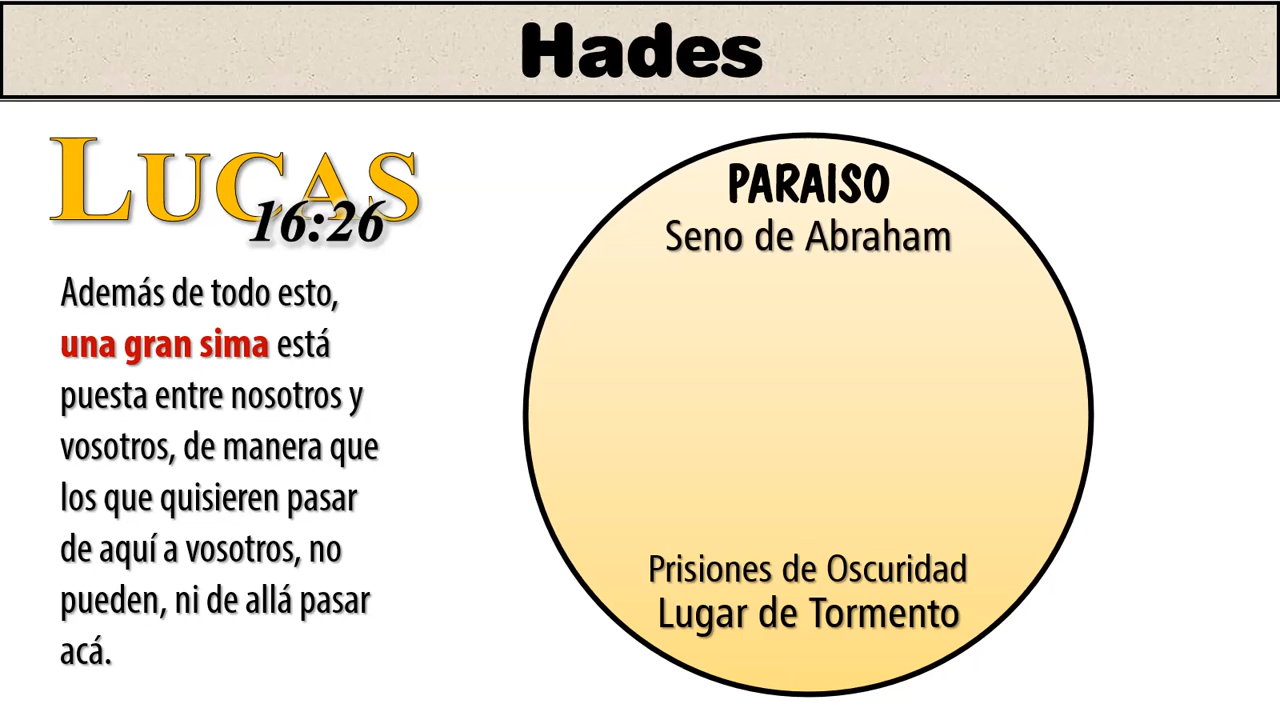 Hades
LUCAS
16:26
Además de todo esto,
una gran sima está
puesta entre nosotros y
vosotros, de manera que
los que quisieren pasar
de aquí a vosotros, no
pueden, ni de allá pasar
acá.
PARAISO
Seno de Abraham
Prisiones de Oscuridad
Lugar de Tormento